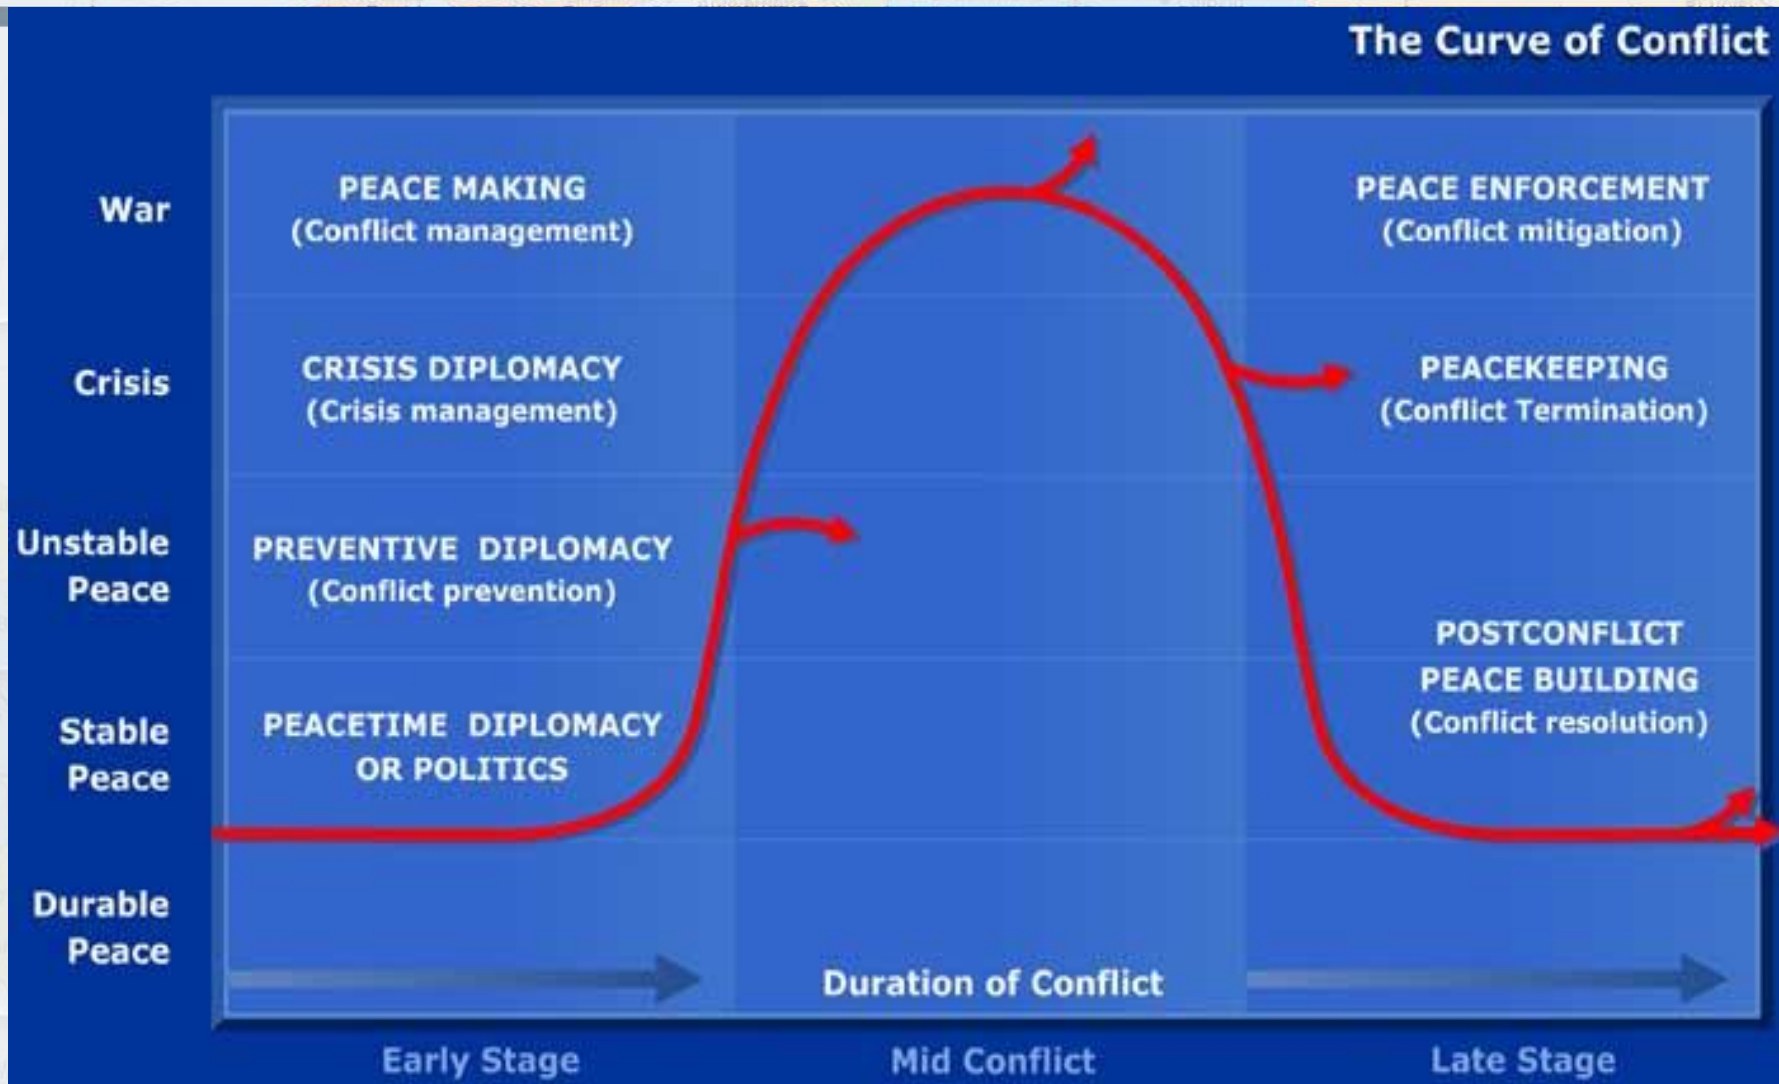 The Curve of Conflict
War
PEACE MAKING
(Conflict management)
PEACE ENFORCEMENT
(Conflict mitigation)
Crisis
CRISIS DIPLOMACY
(Crisis management)
PEACEKEEPING
(Conflict Termination)
Unstable
Peace
PREVENTIVE DIPLOMACY
(Conflict prevention)
POSTCONFLICT
PEACE BUILDING
(Conflict resolution)
Stable
Peace
PEACETIME DIPLOMACY
OR POLITICS
Durable
Peace
Duration of Conflict
Early Stage
Mid Conflict
Late Stage